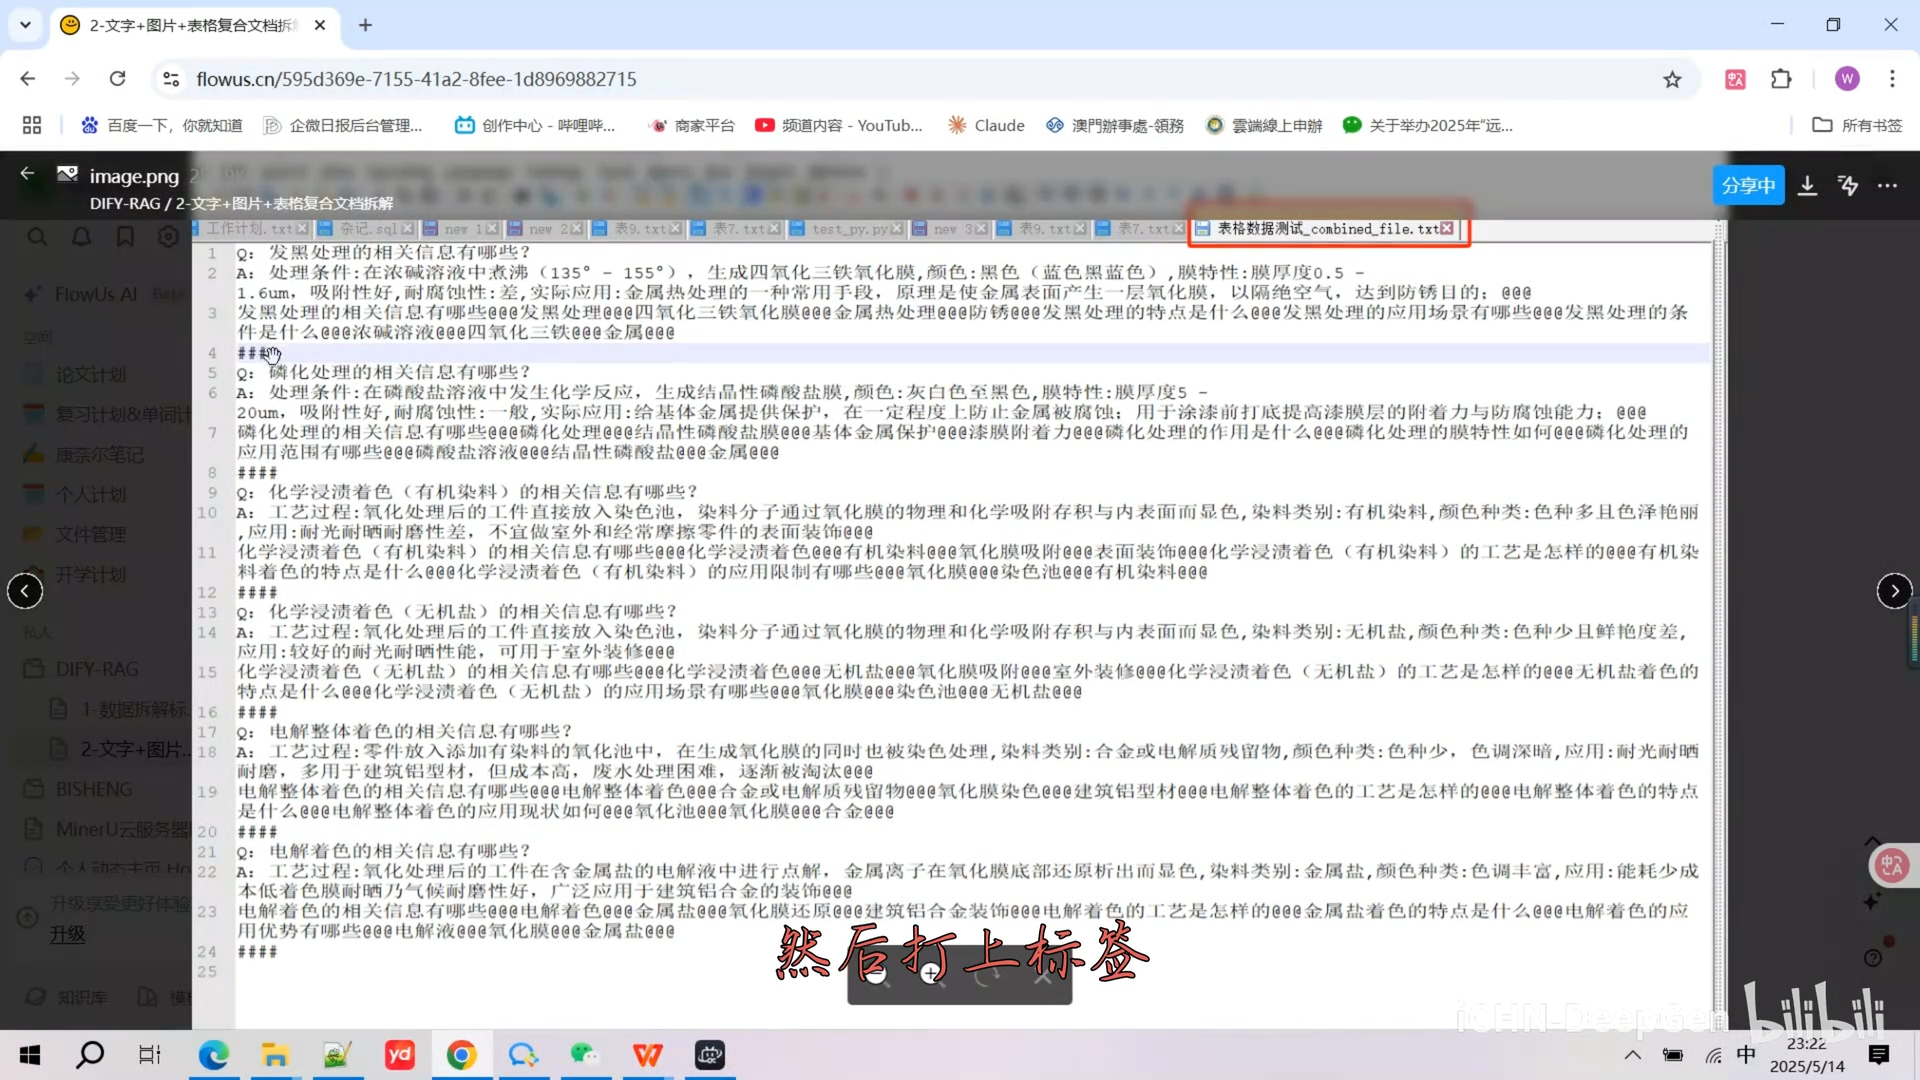 2-文字+图片+表格复合文档拆
flowus.cn/595d369e-7155-41a2-8fee-1d8969882715
百度一下，你就知道
企微日报后台管理...
创作中心 - 哔哩哔...
商家平台
频道内容 - YouTub...
Claude
澳門辦事處-領務
雲端線上申辦
关于举办2025年“远...
所有书签
image.png
DIFY-RAG / 2-文字+图片+表格复合文档拆解
分享中
工作计划.txt
杂记.sql
new 1
new 2
表9.txt
表7.txt
test_py.py
new 3
表9.txt
表7.txt
表格数据测试_combined_file.txt
FlowUs AI Beta
空间
论文计划
复习计划&单词计
康奈尔笔记
个人计划
文件管理
开学计划
私人
DIFY-RAG
1-数据拆解标
2-文字+图片...
BISHENG
MinerU云服务器
个人动态主页-Ho
升级享受更好体验
升级
知识库
1 Q: 发黑处理的相关信息有哪些?
2 A: 处理条件:在浓碱溶液中煮沸（135° - 155°），生成四氧化三铁氧化膜,颜色:黑色（蓝色黑蓝色）,膜特性:膜厚度0.5 -
1.6um，吸附性好,耐腐蚀性:差,实际应用:金属热处理的一种常用手段，原理是使金属表面产生一层氧化膜，以隔绝空气，达到防锈目的；@@@
3 发黑处理的相关信息有哪些@@@发黑处理@@@四氧化三铁氧化膜@@@金属热处理@@@防锈@@@发黑处理的特点是什么@@@发黑处理的应用场景有哪些@@@发黑处理的条
件是什么@@@浓碱溶液@@@四氧化三铁@@@金属@@@
4 ####
5 Q: 磷化处理的相关信息有哪些?
6 A: 处理条件:在磷酸盐溶液中发生化学反应，生成结晶性磷酸盐膜,颜色:灰白色至黑色,膜特性:膜厚度5 -
20um，吸附性好,耐腐蚀性:一般,实际应用:给基体金属提供保护，在一定程度上防止金属被腐蚀；用于涂漆前打底提高漆膜层的附着力与防腐蚀能力；@@@
7 磷化处理的相关信息有哪些@@@磷化处理@@@结晶性磷酸盐膜@@@基体金属保护@@@漆膜附着力@@@磷化处理的作用是什么@@@磷化处理的膜特性如何@@@磷化处理的
应用范围有哪些@@@磷酸盐溶液@@@结晶性磷酸盐@@@金属@@@
8 ####
9 Q: 化学浸渍着色（有机染料）的相关信息有哪些?
10 A: 工艺过程:氧化处理后的工件直接放入染色池，染料分子通过氧化膜的物理和化学吸附存积与内表面而显色,染料类别:有机染料,颜色种类:色种多且色泽艳丽
,应用:耐光耐晒耐磨性差，不宜做室外和经常摩擦零件的表面装饰@@@
11 化学浸渍着色（有机染料）的相关信息有哪些@@@化学浸渍着色@@@有机染料@@@氧化膜吸附@@@表面装饰@@@化学浸渍着色（有机染料）的工艺是怎样的@@@有机染
料着色的特点是什么@@@化学浸渍着色（有机染料）的应用限制有哪些@@@氧化膜@@@染色池@@@有机染料@@@
12 ####
13 Q: 化学浸渍着色（无机盐）的相关信息有哪些?
14 A: 工艺过程:氧化处理后的工件直接放入染色池，染料分子通过氧化膜的物理和化学吸附存积与内表面而显色,染料类别:无机盐,颜色种类:色种少且鲜艳度差,
应用:较好的耐光耐晒性能，可用于室外装修@@@
15 化学浸渍着色（无机盐）的相关信息有哪些@@@化学浸渍着色@@@无机盐@@@氧化膜吸附@@@室外装修@@@化学浸渍着色（无机盐）的工艺是怎样的@@@无机盐着色的
特点是什么@@@化学浸渍着色（无机盐）的应用场景有哪些@@@氧化膜@@@染色池@@@无机盐@@@
16 ####
17 Q: 电解整体着色的相关信息有哪些?
18 A: 工艺过程:零件放入添加有染料的氧化池中，在生成氧化膜的同时也被染色处理,染料类别:合金或电解质残留物,颜色种类:色种少，色调深暗,应用:耐光耐晒
耐磨，多用于建筑铝型材，但成本高，废水处理困难，逐渐被淘汰@@@
19 电解整体着色的相关信息有哪些@@@电解整体着色@@@合金或电解质残留物@@@氧化膜染色@@@建筑铝型材@@@电解整体着色的工艺是怎样的@@@电解整体着色的特点
是什么@@@电解整体着色的应用现状如何@@@氧化池@@@氧化膜@@@合金@@@
20 ####
21 Q: 电解着色的相关信息有哪些?
22 A: 工艺过程:氧化处理后的工件在含金属盐的电解液中进行点解，金属离子在氧化膜底部还原析出而显色,染料类别:金属盐,颜色种类:色调丰富,应用:能耗少成
本低着色膜耐晒乃气候耐磨性好，广泛应用于建筑铝合金的装饰@@@
23 电解着色的相关信息有哪些@@@电解着色@@@金属盐@@@氧化膜还原@@@建筑铝合金装饰@@@电解着色的工艺是怎样的@@@金属盐着色的特点是什么@@@电解着色的应
用优势有哪些@@@电解液@@@氧化膜@@@金属盐@@@
24 ####
25
然后打上标签
bilibili
中
23:22
2025/5/14